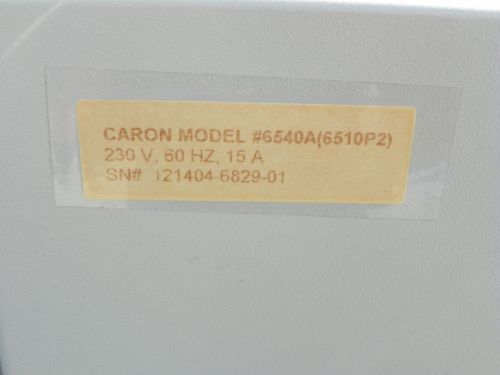 CARON MODEL #6540A(6510P2)
230 V, 60 HZ, 15 A
SN# 121404-6829-01